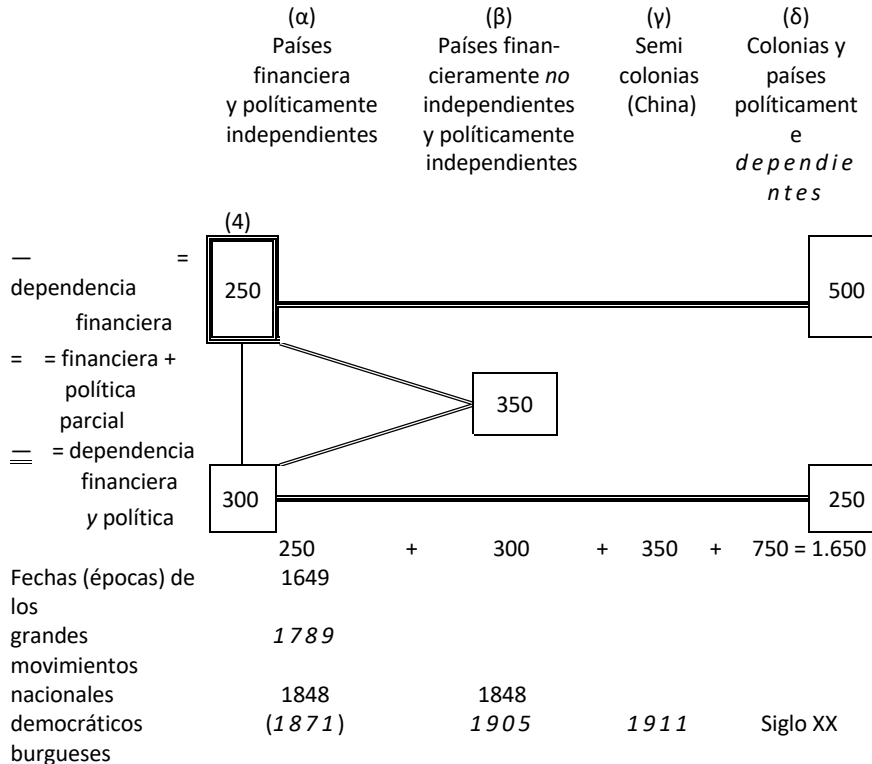 (α) (β) (γ) (δ)
Países Países finan- Semi Colonias y
financiera cieramente no colonias países
y políticamente independientes (China) políticament
independientes y políticamente e
independientes dependie
ntes
(4)
— =
dependencia
financiera
250
500
= = financiera +
política
parcial
350
— = dependencia
financiera
y política
300
250
250 + 300 + 350 + 750 = 1.650
Fechas (épocas) de 1649
los
grandes 1789
movimientos
nacionales 1848 1848
democráticos (1871) 1905 1911 Siglo XX
burgueses